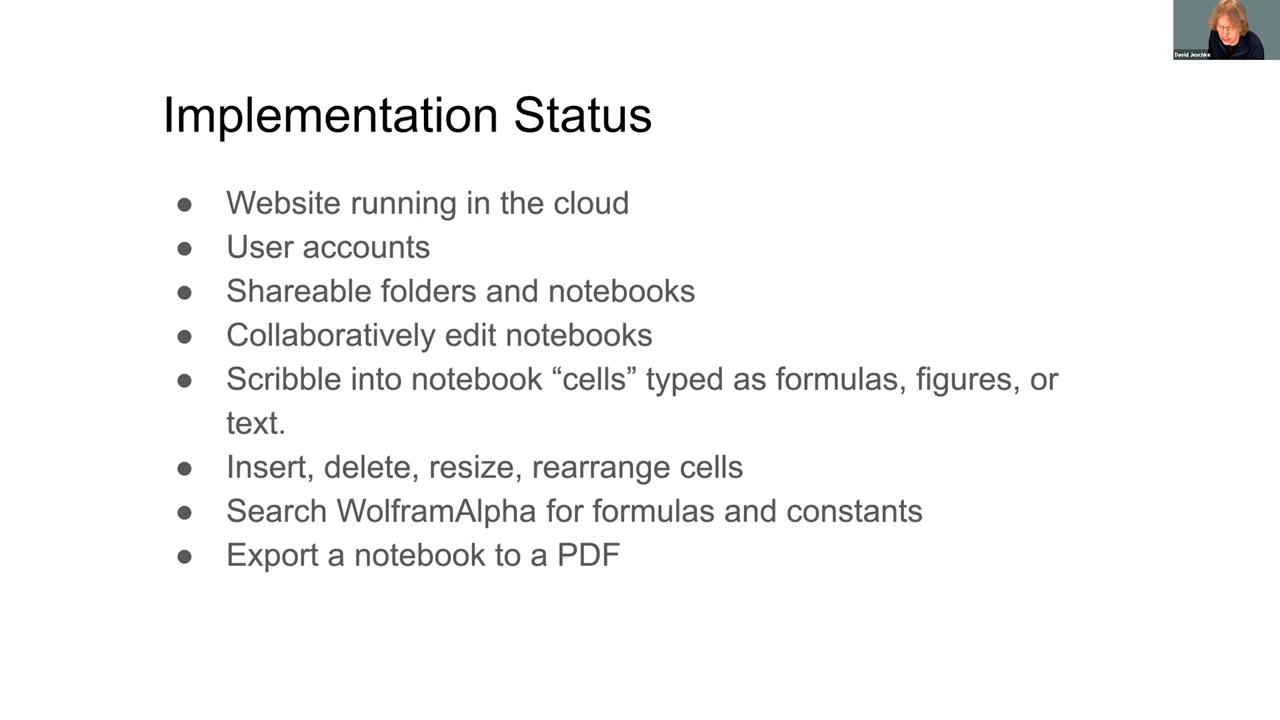 David Jeschke
Implementation Status
● Website running in the cloud
● User accounts
● Shareable folders and notebooks
● Collaboratively edit notebooks
● Scribble into notebook “cells” typed as formulas, figures, or
text.
● Insert, delete, resize, rearrange cells
● Search WolframAlpha for formulas and constants
● Export a notebook to a PDF